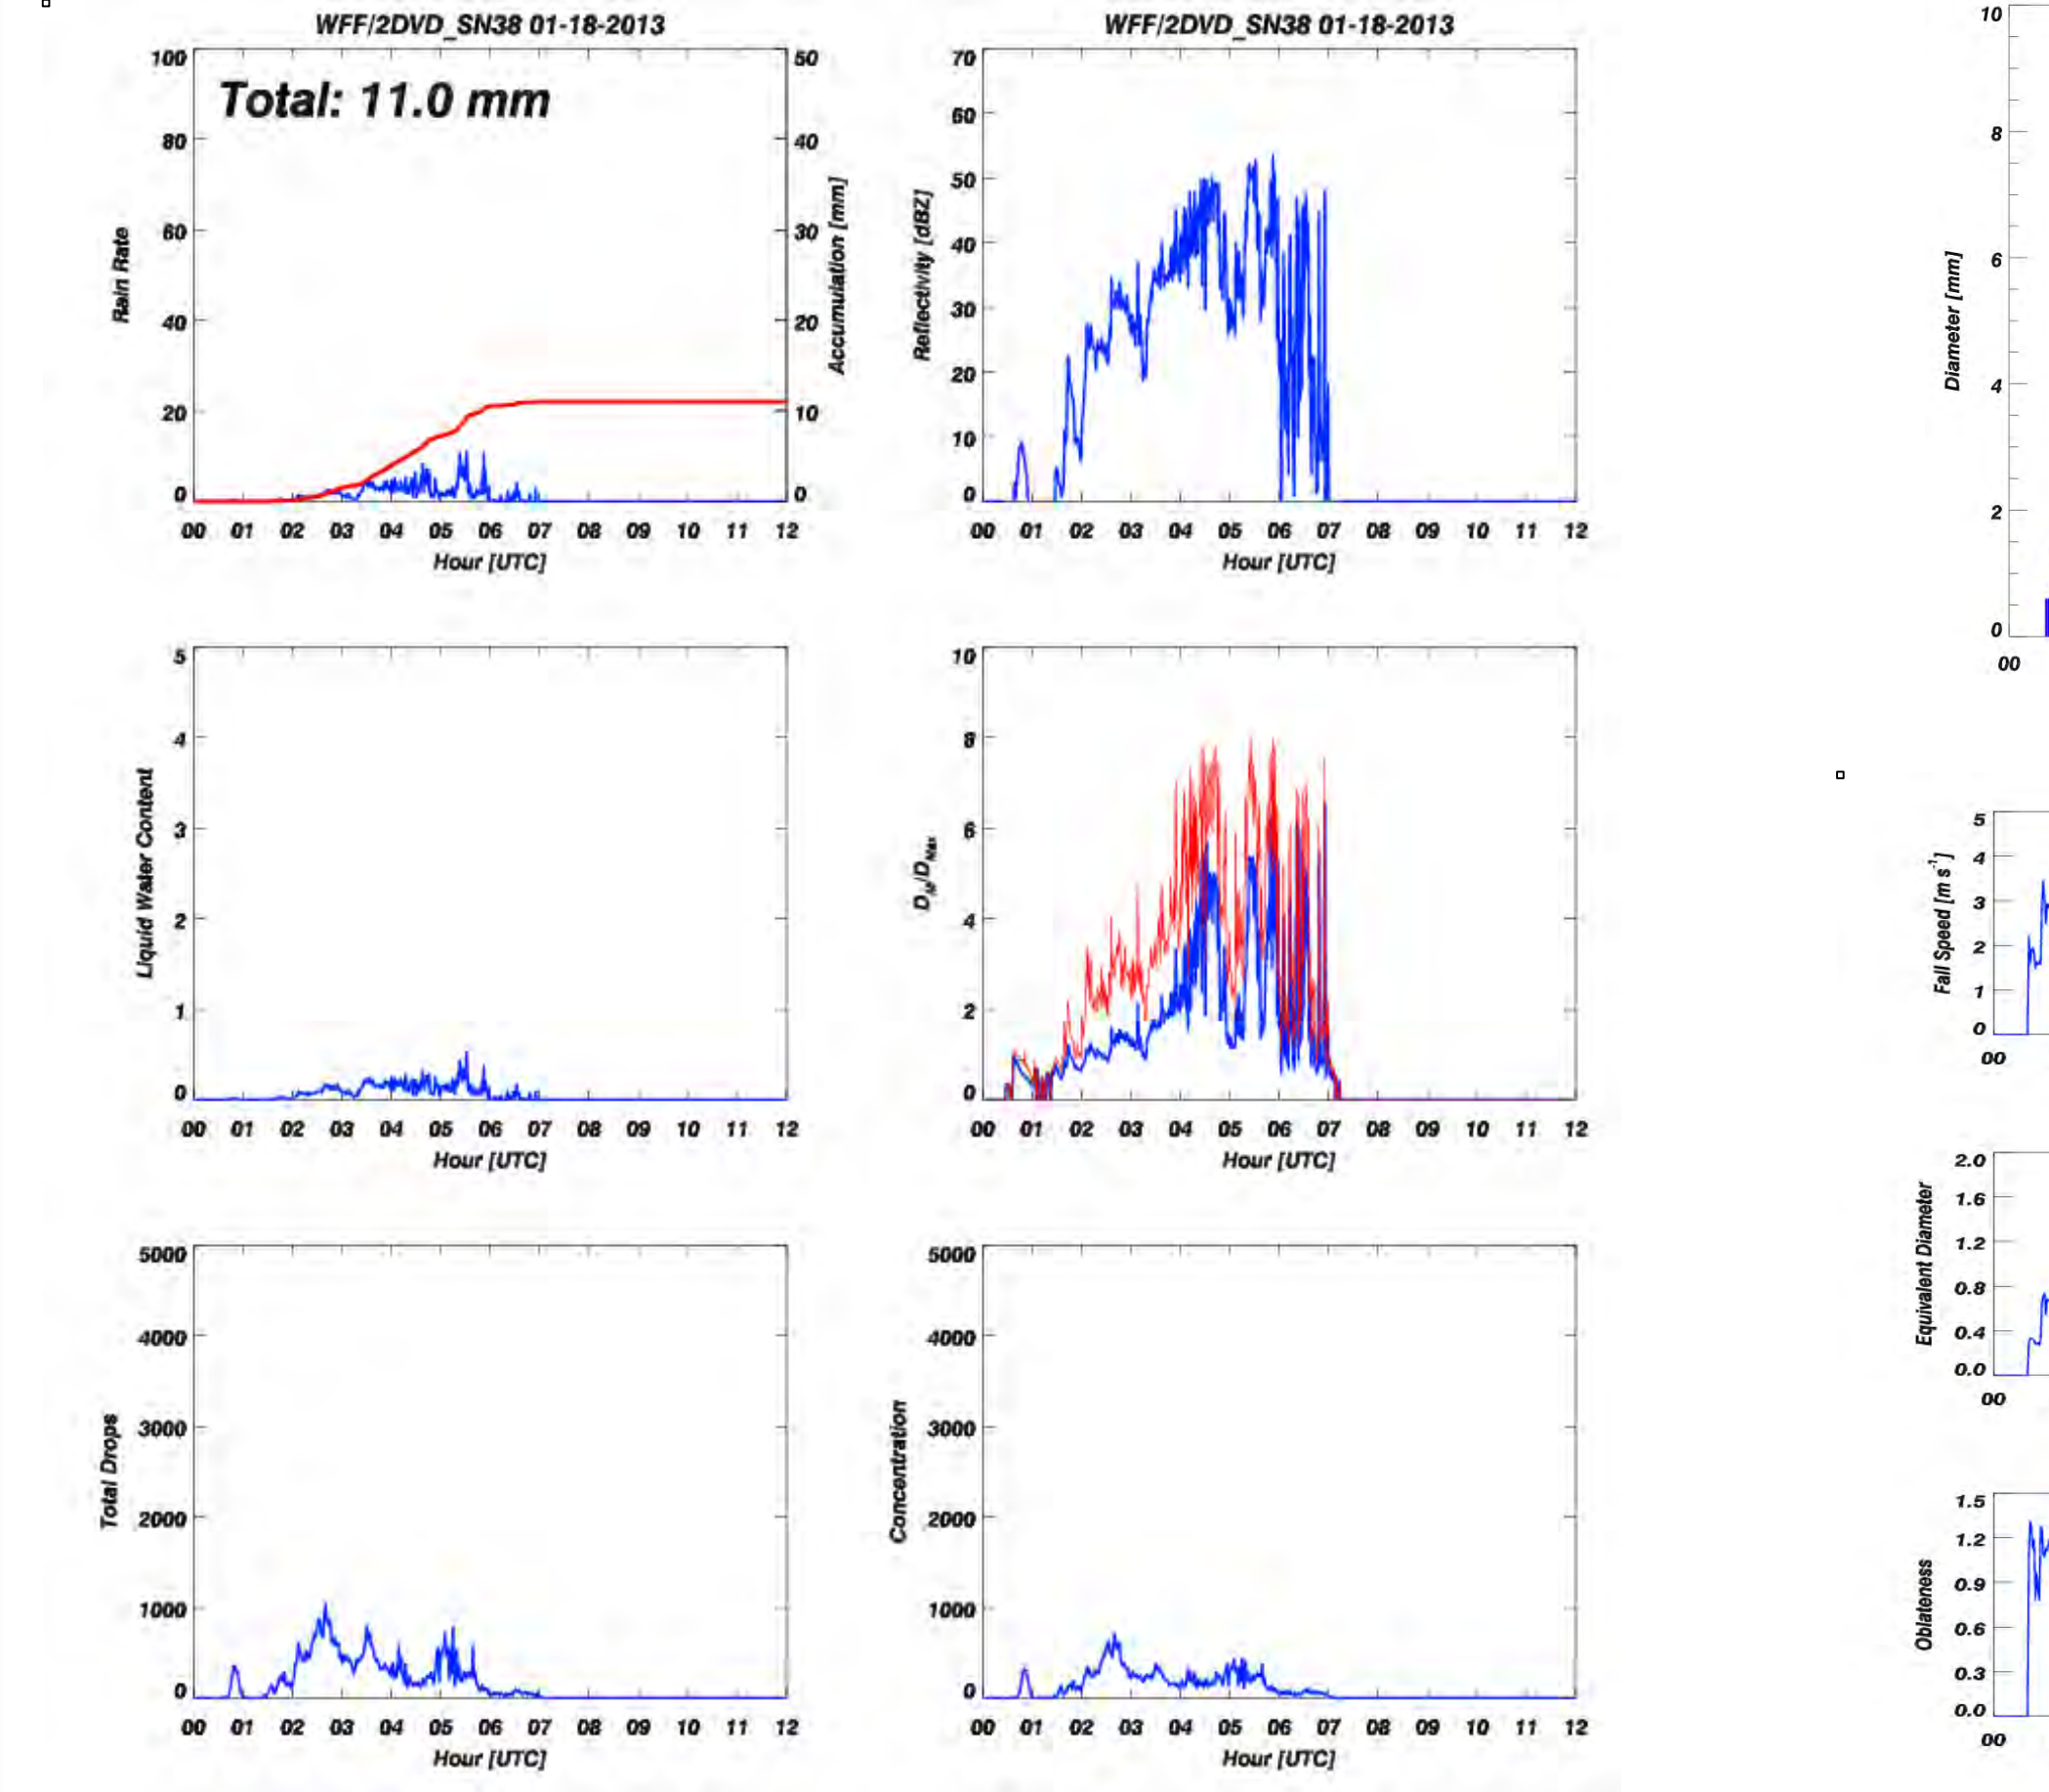 WFF/2DVD_SN38 01-18-2013
Total: 11.0 mm
Rain Rate
100
80
60
40
20
0
50
40
30
20
10
0
Accumulation [mm]
00 01 02 03 04 05 06 07 08 09 10 11 12
Hour [UTC]
WFF/2DVD_SN38 01-18-2013
Reflectivity [dBZ]
70
60
50
40
30
20
10
0
00 01 02 03 04 05 06 07 08 09 10 11 12
Hour [UTC]
Liquid Water Content
5
4
3
2
1
0
00 01 02 03 04 05 06 07 08 09 10 11 12
Hour [UTC]
D_M/D_Max
10
8
6
4
2
0
00 01 02 03 04 05 06 07 08 09 10 11 12
Hour [UTC]
Total Drops
5000
4000
3000
2000
1000
0
00 01 02 03 04 05 06 07 08 09 10 11 12
Hour [UTC]
Concentration
5000
4000
3000
2000
1000
0
00 01 02 03 04 05 06 07 08 09 10 11 12
Hour [UTC]
Diameter [mm]
10
8
6
4
2
0
00
Fall Speed [m s⁻¹]
5
4
3
2
1
0
00
Equivalent Diameter
2.0
1.6
1.2
0.8
0.4
0.0
00
Oblateness
1.5
1.2
0.9
0.6
0.3
0.0
00